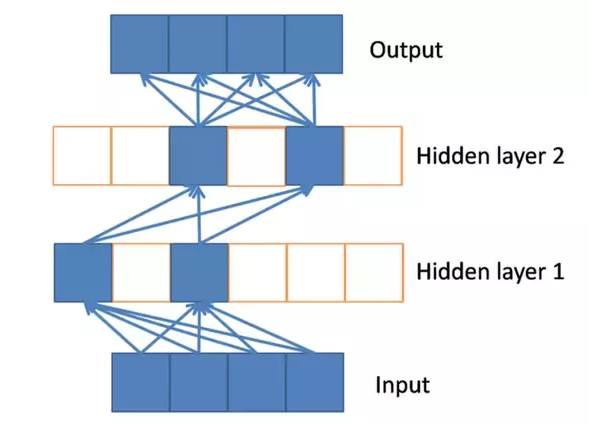 Output
Hidden layer 2
Hidden layer 1
Input